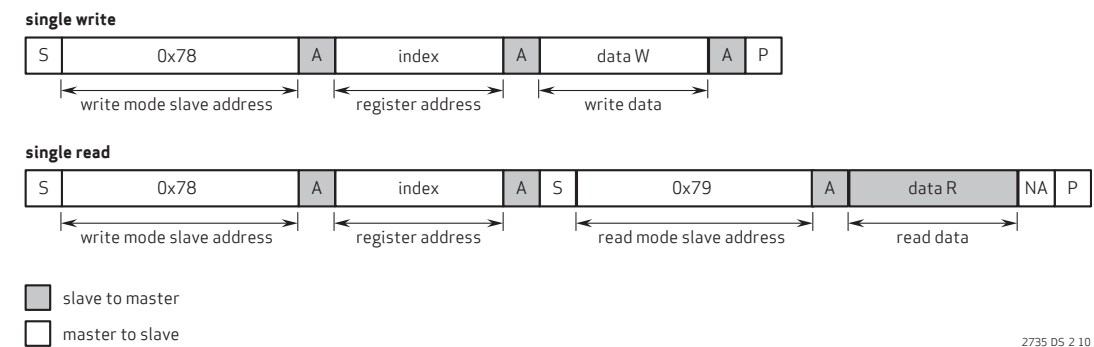 single write
S 0x78 A index A data W A P
write mode slave address register address write data
single read
S 0x78 A index A S 0x79 A data R NA P
write mode slave address register address read mode slave address read data
slave to master
master to slave
2735 DS 2 10